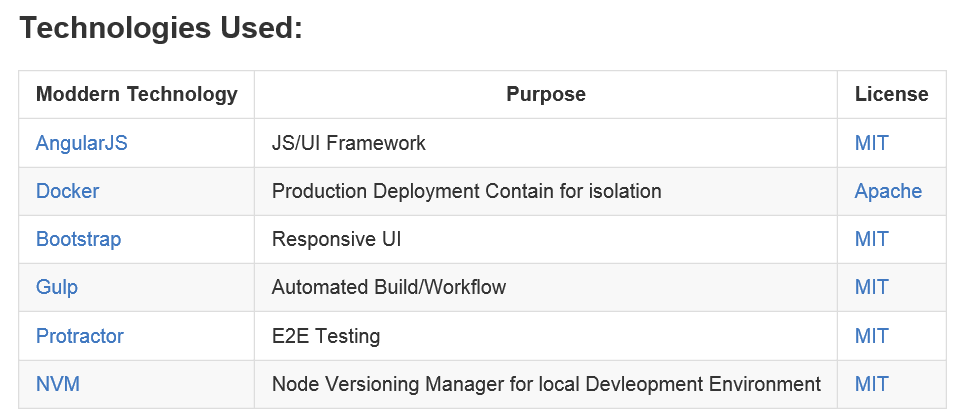 Technologies Used:
Moddern Technology Purpose License
AngularJS JS/UI Framework MIT
Docker Production Deployment Contain for isolation Apache
Bootstrap Responsive UI MIT
Gulp Automated Build/Workflow MIT
Protractor E2E Testing MIT
NVM Node Versioning Manager for local Devleopment Environment MIT